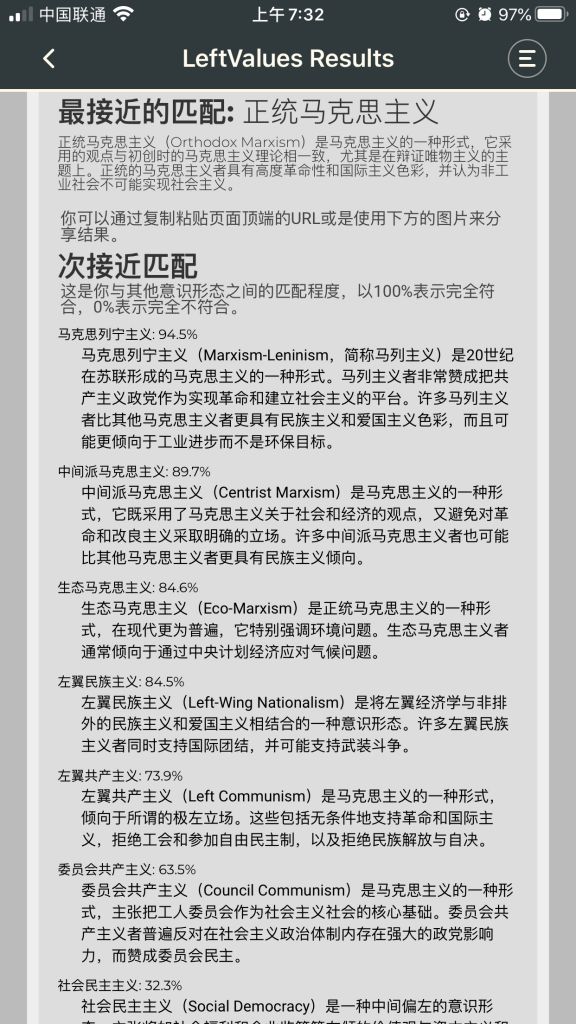 中国联通
上午7:32
97%
LeftValues Results
最接近的匹配: 正统马克思主义
正统马克思主义（Orthodox Marxism）是马克思主义的一种形式，它采
用的观点与初创时的马克思主义理论相一致，尤其是在辩证唯物主义的主
题上。正统的马克思主义者具有高度革命性和国际主义色彩，并认为非工
业社会不可能实现社会主义。
你可以通过复制粘贴页面顶端的URL或是使用下方的图片来分
享结果。
次接近匹配
这是你与其他意识形态之间的匹配程度，以100%表示完全符
合，0%表示完全不符合。
马克思列宁主义: 94.5%
马克思列宁主义（Marxism-Leninism，简称马列主义）是20世纪
在苏联形成的马克思主义的一种形式。马列主义者非常赞成把共
产主义政党作为实现革命和建立社会主义的平台。许多马列主义
者比其他马克思主义者更具有民族主义和爱国主义色彩，而且可
能更倾向于工业进步而不是环保目标。
中间派马克思主义: 89.7%
中间派马克思主义（Centrist Marxism）是马克思主义的一种形
式，它既采用了马克思主义关于社会和经济的观点，又避免对革
命和改良主义采取明确的立场。许多中间派马克思主义者也可能
比其他马克思主义者更具有民族主义倾向。
生态马克思主义: 84.6%
生态马克思主义（Eco-Marxism）是正统马克思主义的一种形
式，在现代更为普遍，它特别强调环境问题。生态马克思主义者
通常倾向于通过中央计划经济应对气候问题。
左翼民族主义: 84.5%
左翼民族主义（Left-Wing Nationalism）是将左翼经济学与非排
外的民族主义和爱国主义相结合的一种意识形态。许多左翼民族
主义者同时支持国际团结，并可能支持武装斗争。
左翼共产主义: 73.9%
左翼共产主义（Left Communism）是马克思主义的一种形式，
倾向于所谓的极左立场。这些包括无条件地支持革命和国际主
义，拒绝工会和参加自由民主制，以及拒绝民族解放与自决。
委员会共产主义: 63.5%
委员会共产主义（Council Communism）是马克思主义的一种形
式，主张把工人委员会作为社会主义社会的核心基础。委员会共
产主义者普遍反对在社会主义政治体制内存在强大的政党影响
力，而赞成委员会民主。
社会民主主义: 32.3%
社会民主主义（Social Democracy）是一种中间偏左的意识形